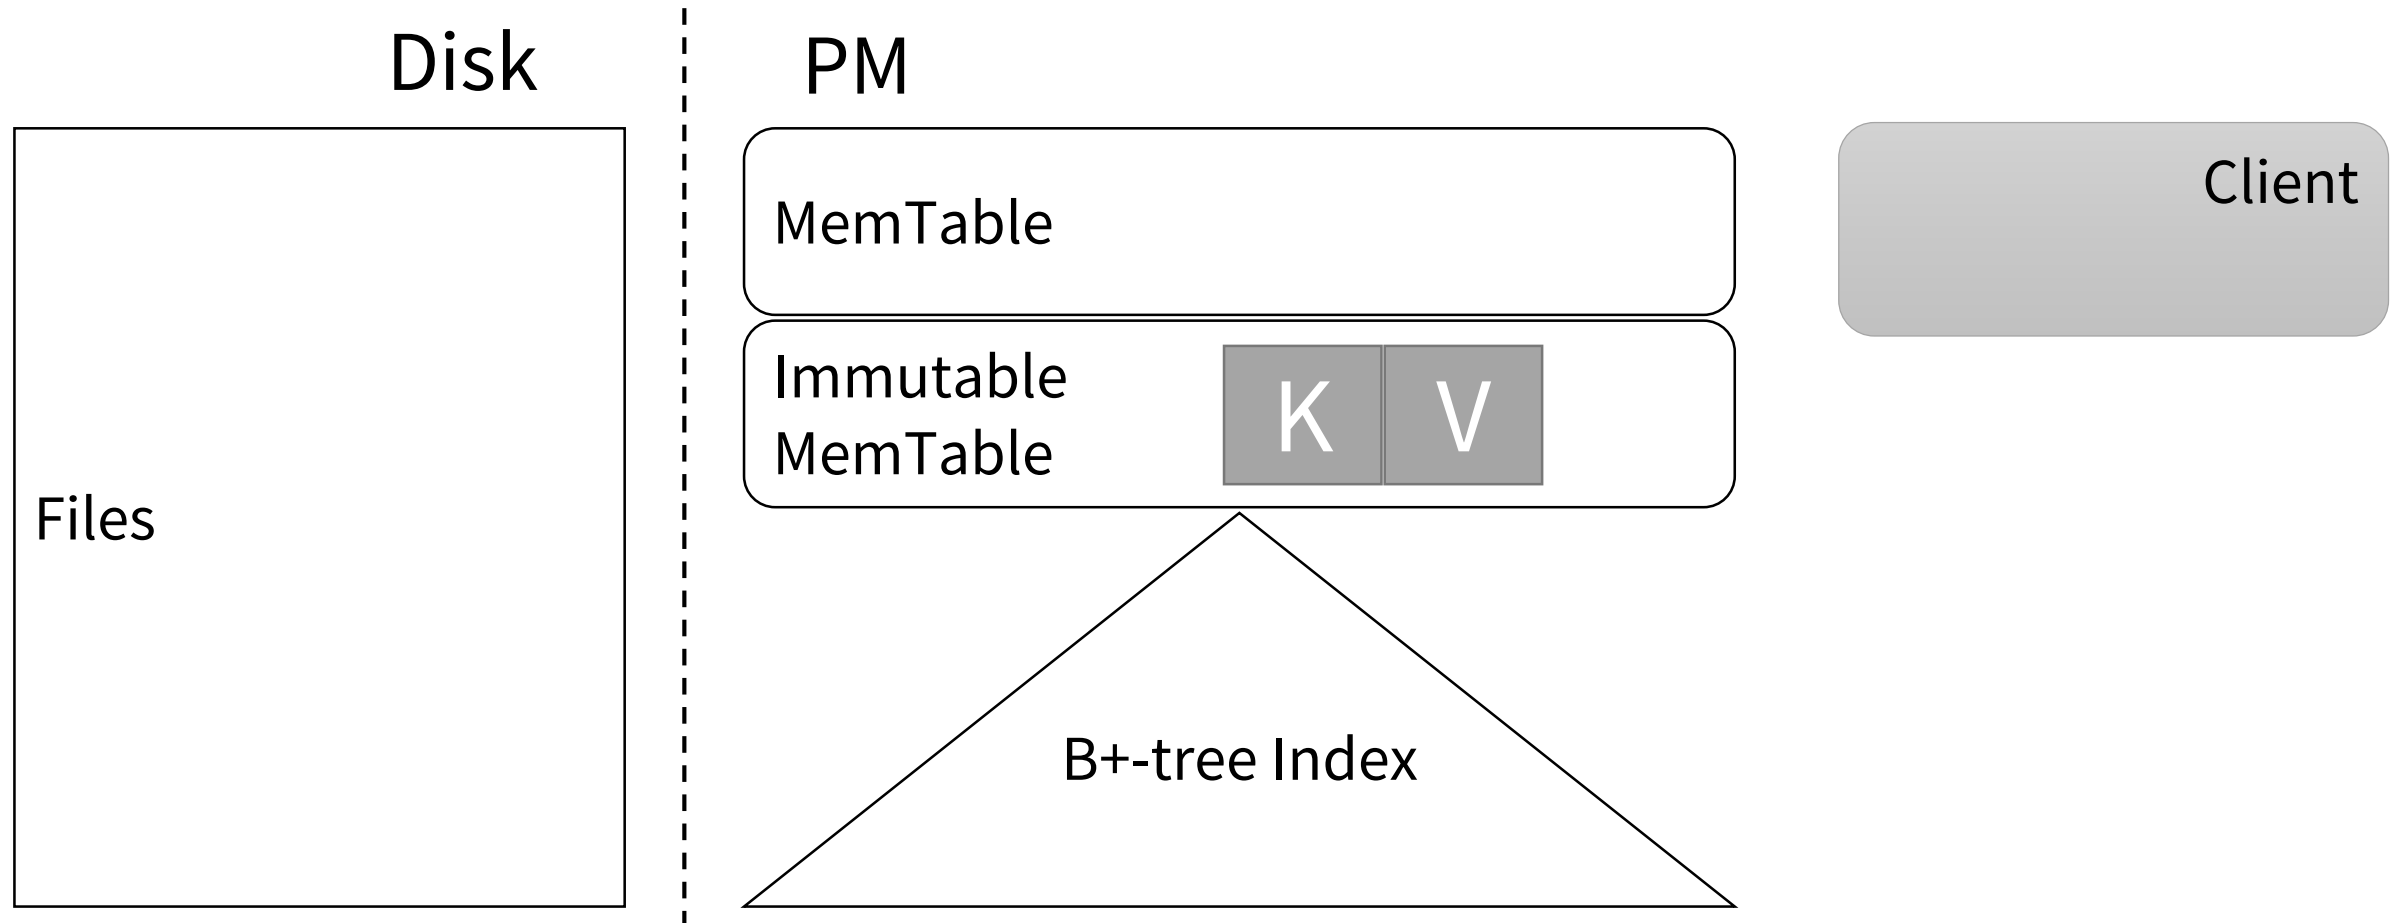 Disk
PM
MemTable
Client
Immutable
MemTable
K V
Files
B+-tree Index